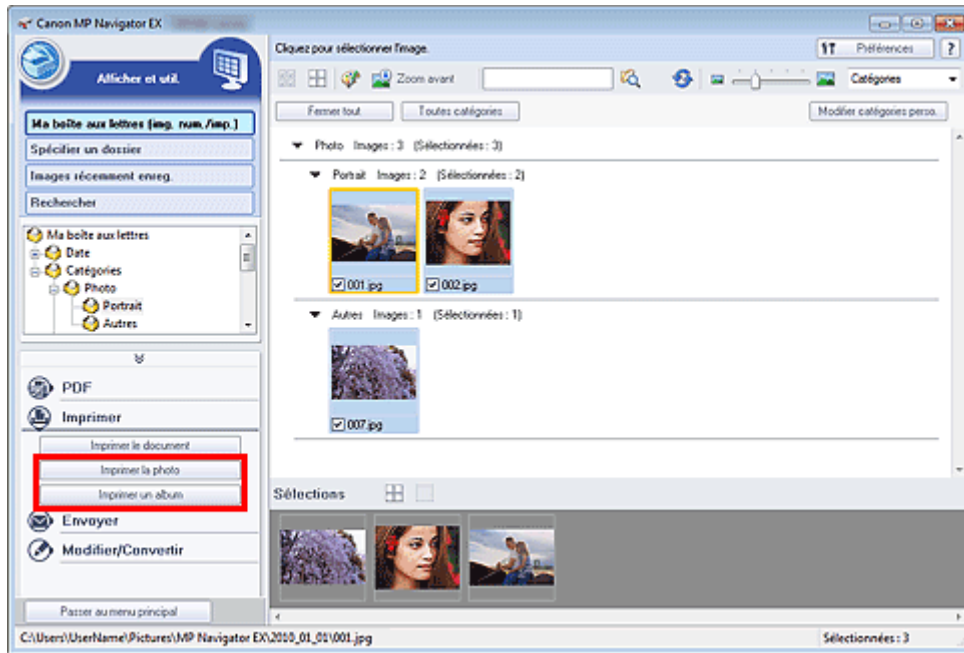 Canon MP Navigator EX
Afficher et util.
Ma boîte aux lettres (img. num./imp.)
Spécifier un dossier
Images récemment enreg.
Rechercher
Ma boîte aux lettres
Date
Catégories
Photo
Portrait
Autres
PDF
Imprimer
Imprimer le document
Imprimer la photo
Imprimer un album
Envoyer
Modifier/Convertir
Passer au menu principal
Cliquez pour sélectionner l'image.
Préférences
?
Zoom avant
Catégories
Fermer tout
Toutes catégories
Modifier catégories perso.
Photo Images : 3 (Sélectionnées : 3)
Portrait Images : 2 (Sélectionnées : 2)
001.jpg
002.jpg
Autres Images : 1 (Sélectionnées : 1)
007.jpg
Sélections
C:\Users\UserName\Pictures\MP Navigator EX\2010_01_01\001.jpg
Sélectionnées : 3